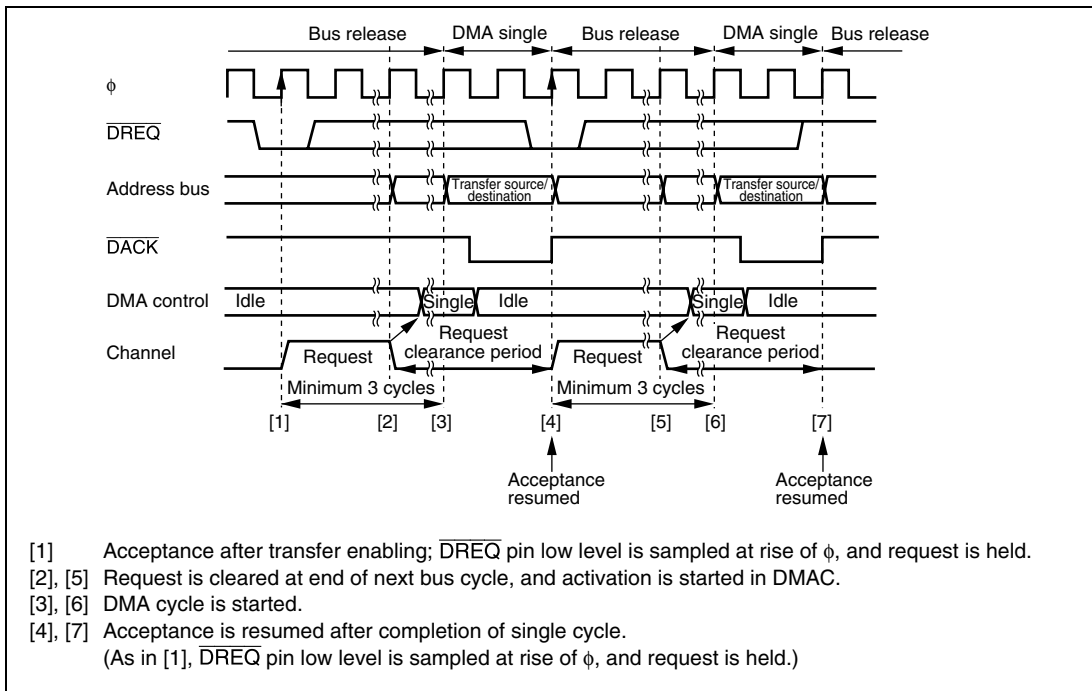 Bus release DMA single Bus release DMA single Bus release
φ
DREQ
Address bus Transfer source/ destination Transfer source/ destination
DACK
DMA control Idle Single Idle Single Idle
Channel Request Request clearance period Request Request clearance period
Minimum 3 cycles Minimum 3 cycles
[1] [2] [3] [4] [5] [6] [7]
Acceptance resumed Acceptance resumed
[1] Acceptance after transfer enabling; DREQ pin low level is sampled at rise of φ, and request is held.
[2], [5] Request is cleared at end of next bus cycle, and activation is started in DMAC.
[3], [6] DMA cycle is started.
[4], [7] Acceptance is resumed after completion of single cycle.
(As in [1], DREQ pin low level is sampled at rise of φ, and request is held.)